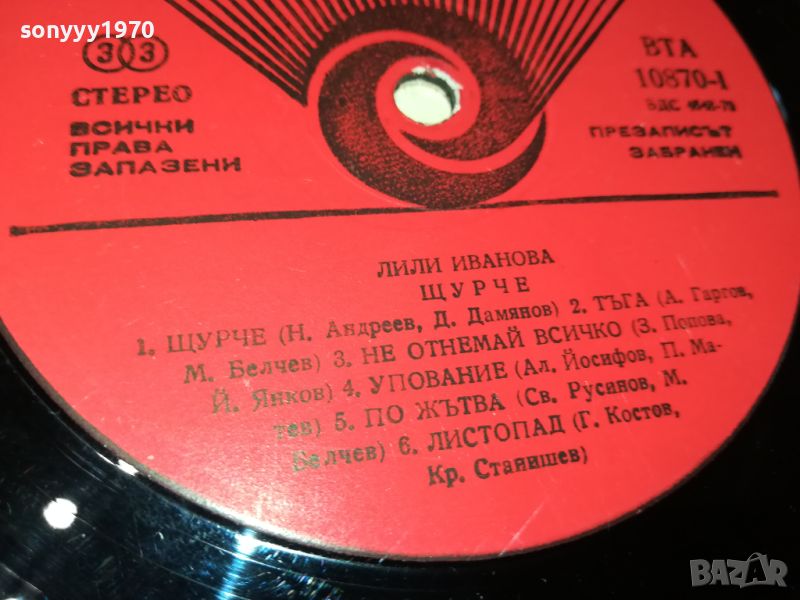 sonyyy1970
33
СТЕРЕО
ВСИЧКИ
ПРАВА
ЗАПАЗЕНИ
ВТА
10870-I
БДС
ПРЕЗАПИСЪТ
ЗАБРАНЕН
ЛИЛИ ИВАНОВА
ЩУРЧЕ
1. ЩУРЧЕ (Н. Андреев, Д. Дамянов) 2. ТЪГА (А. Гаргов,
М. Белчев) 3. НЕ ОТНЕМАЙ ВСИЧКО (З. Попова,
Й. Янков) 4. УПОВАНИЕ (Ал. Йосифов, П. Ма-
тев) 5. ПО ЖЪТВА (Св. Русинов, М.
Белчев) 6. ЛИСТОПАД (Г. Костов,
Кр. Станишев)
BAZAR